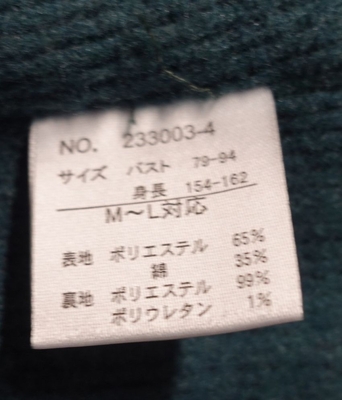 NO. 233003-4
サイズ バスト 79-94
身長 154-162
M〜L対応
表地 ポリエステル 65%
綿 35%
裏地 ポリエステル 99%
ポリウレタン 1%